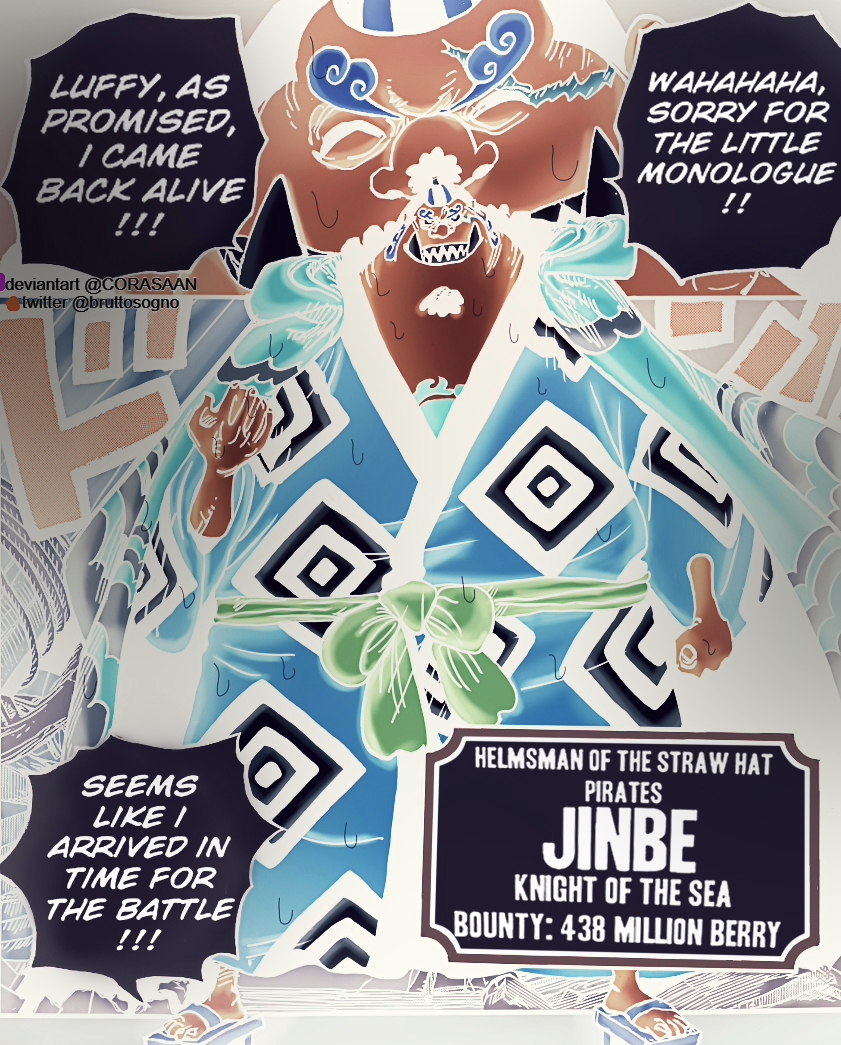 LUFFY, AS
PROMISED,
I CAME
BACK ALIVE
!!!
WAHAHAHA,
SORRY FOR
THE LITTLE
MONOLOGUE
!!
deviantart @CORASAAN
twitter @bruttosogno
ドン
SEEMS
LIKE I
ARRIVED IN
TIME FOR
THE BATTLE
!!!
HELMSMAN OF THE STRAW HAT
PIRATES
JINBE
KNIGHT OF THE SEA
BOUNTY: 438 MILLION BERRY